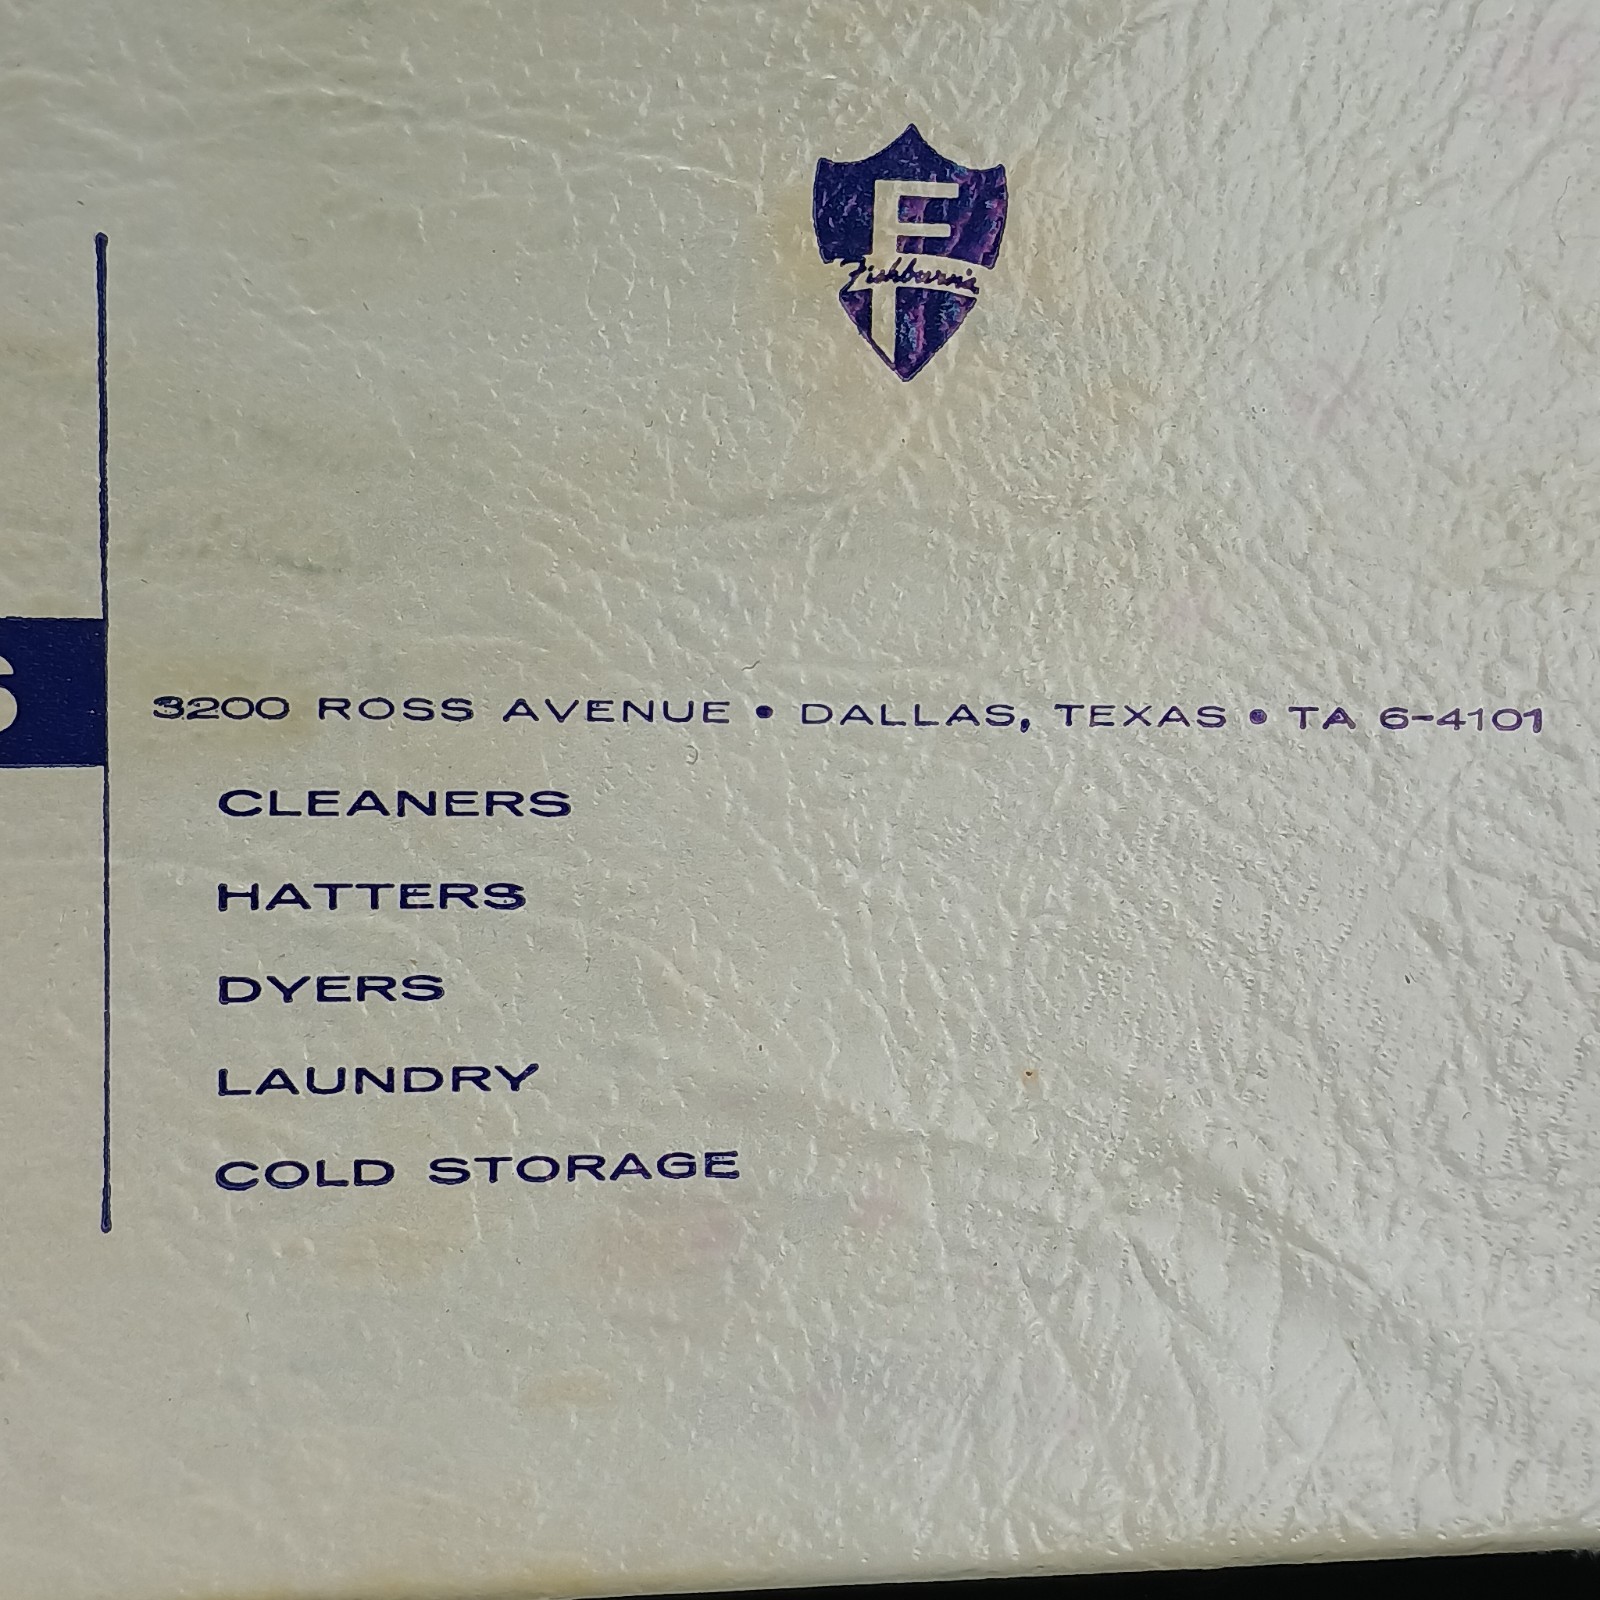 F
Fishburn's
S
3200 ROSS AVENUE • DALLAS, TEXAS • TA 6-4101
CLEANERS
HATTERS
DYERS
LAUNDRY
COLD STORAGE